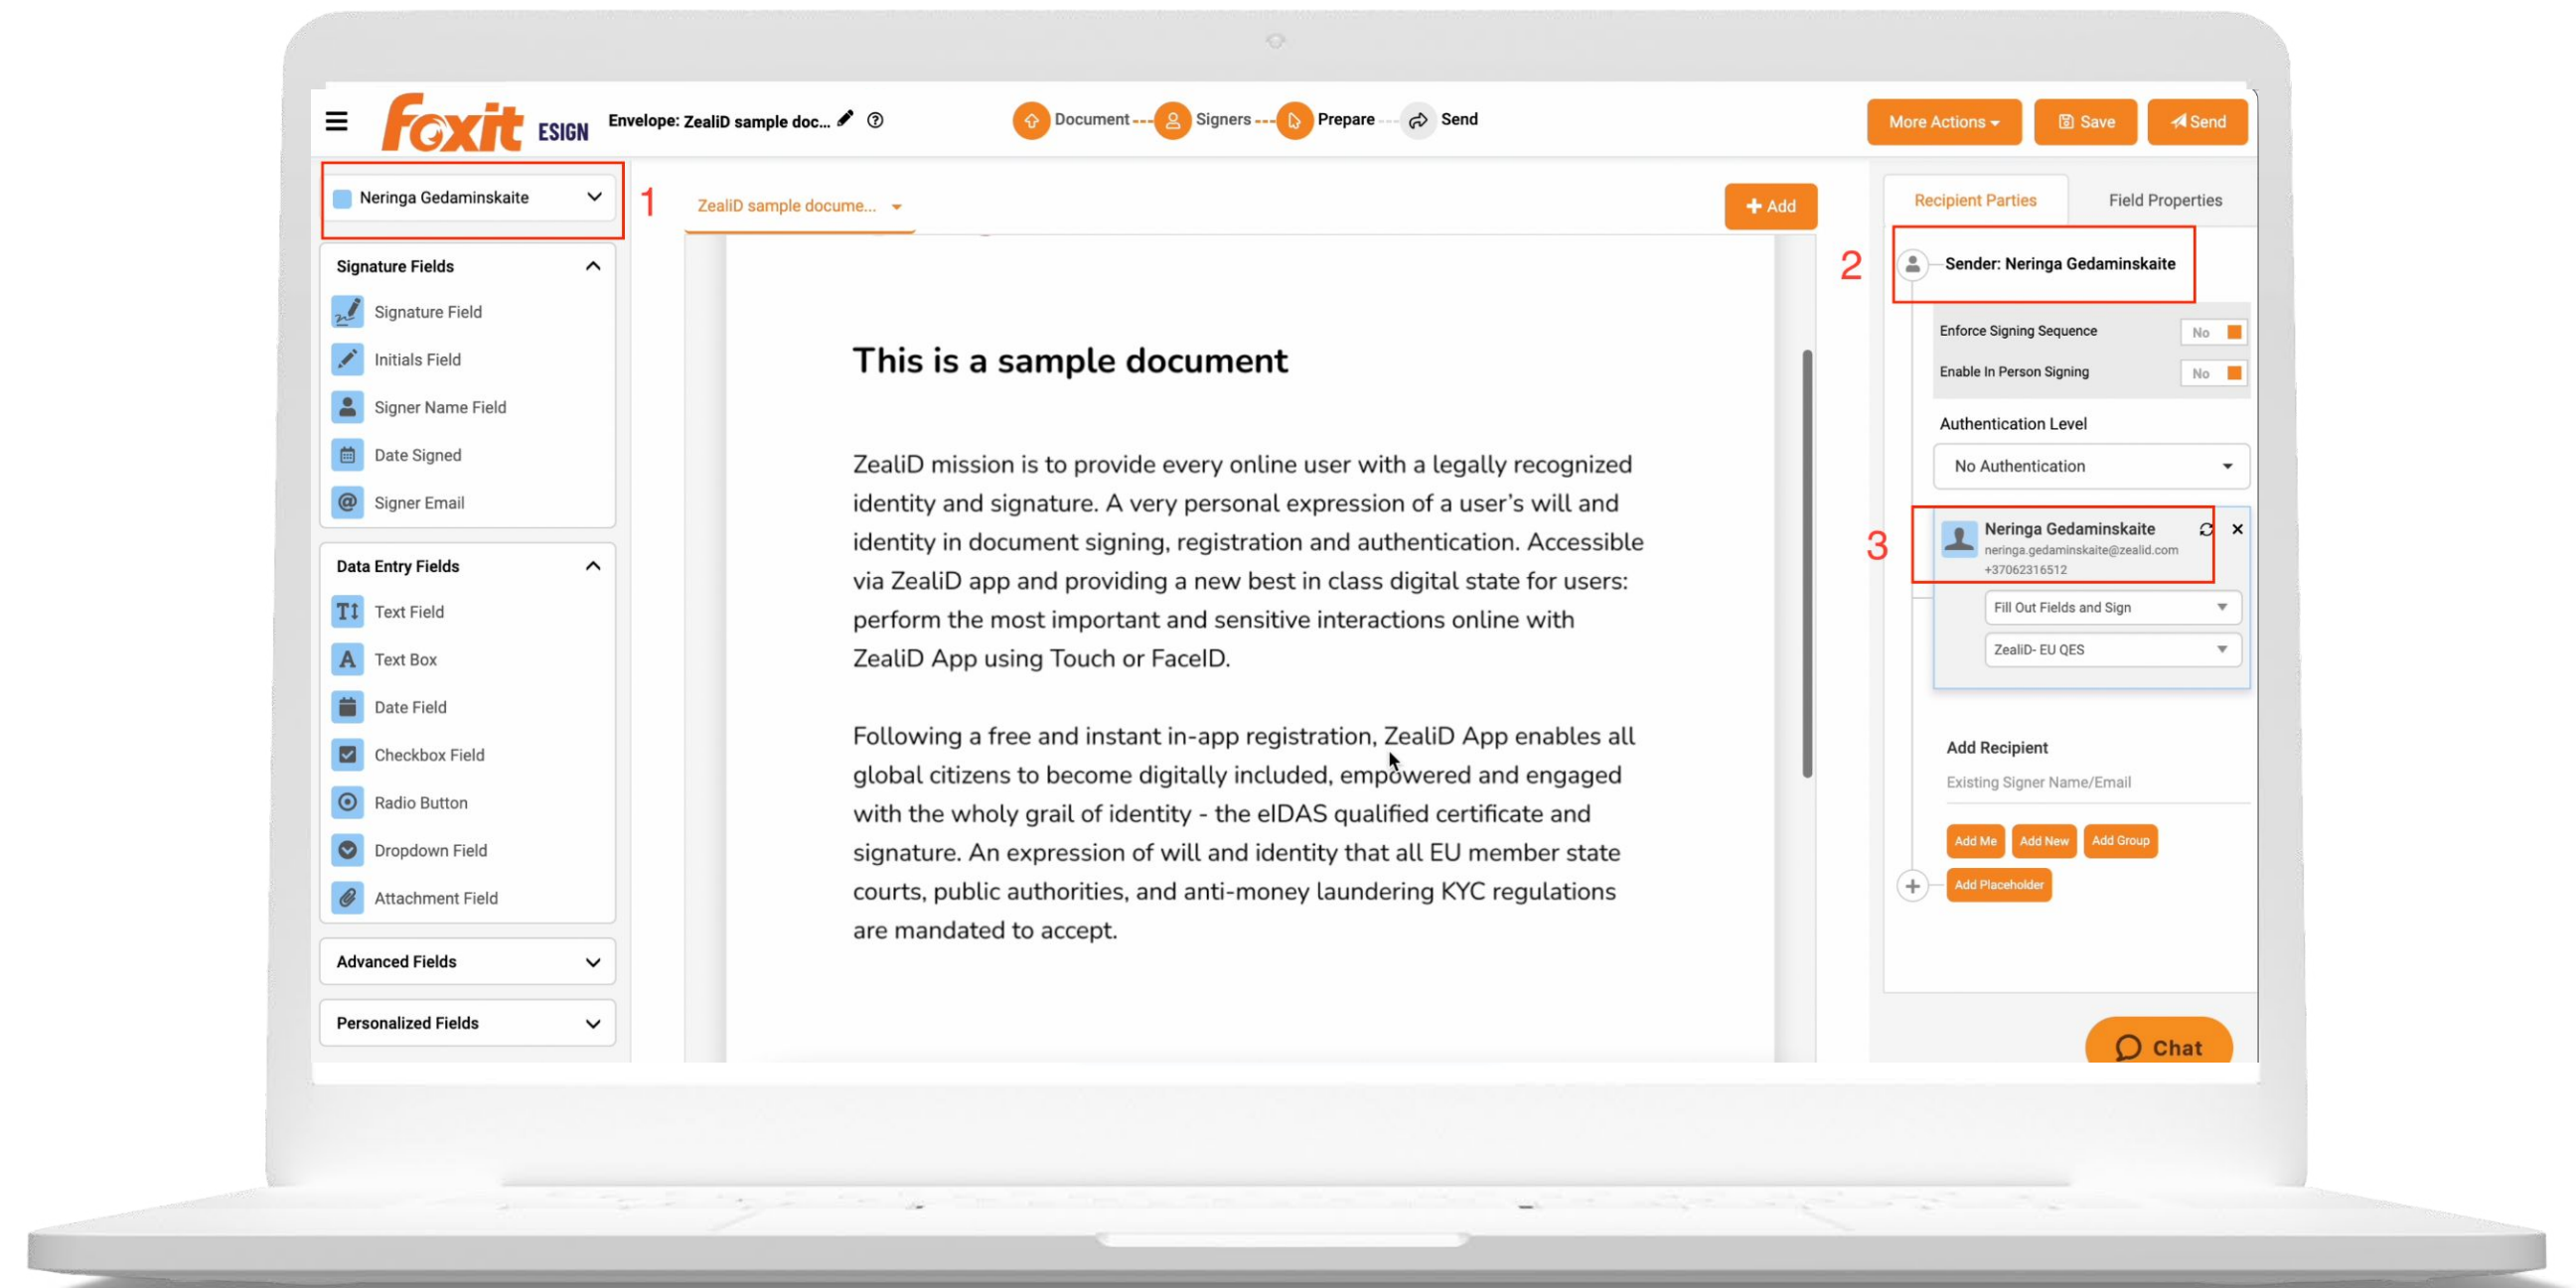 foxit ESIGN
Envelope: ZealiD sample doc...
Document
Signers
Prepare
Send
More Actions
Save
Send
Neringa Gedaminskaite
1
Signature Fields
Signature Field
Initials Field
Signer Name Field
Date Signed
Signer Email
Data Entry Fields
Text Field
Text Box
Date Field
Checkbox Field
Radio Button
Dropdown Field
Attachment Field
Advanced Fields
Personalized Fields
ZealiD sample docume...
Add
This is a sample document
ZealiD mission is to provide every online user with a legally recognized
identity and signature. A very personal expression of a user's will and
identity in document signing, registration and authentication. Accessible
via ZealiD app and providing a new best in class digital state for users:
perform the most important and sensitive interactions online with
ZealiD App using Touch or FaceID.
Following a free and instant in-app registration, ZealiD App enables all
global citizens to become digitally included, empowered and engaged
with the wholy grail of identity - the eIDAS qualified certificate and
signature. An expression of will and identity that all EU member state
courts, public authorities, and anti-money laundering KYC regulations
are mandated to accept.
Recipient Parties
Field Properties
2
Sender: Neringa Gedaminskaite
Enforce Signing Sequence
No
Enable In Person Signing
No
Authentication Level
No Authentication
3
Neringa Gedaminskaite
neringa.gedaminskaite@zealid.com
+37062316512
Fill Out Fields and Sign
ZealiD- EU QES
Add Recipient
Existing Signer Name/Email
Add Me
Add New
Add Group
Add Placeholder
Chat